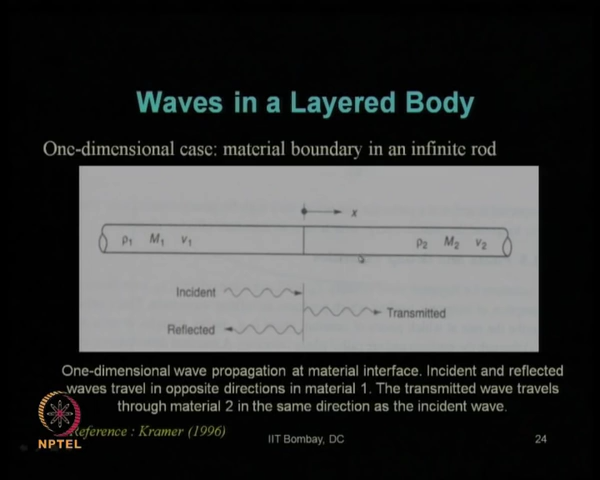 Waves in a Layered Body
One-dimensional case: material boundary in an infinite rod
x
ρ1 M1 v1 ρ2 M2 v2
Incident
Transmitted
Reflected
One-dimensional wave propagation at material interface. Incident and reflected
waves travel in opposite directions in material 1. The transmitted wave travels
through material 2 in the same direction as the incident wave.
Reference : Kramer (1996)
NPTEL
IIT Bombay, DC
24